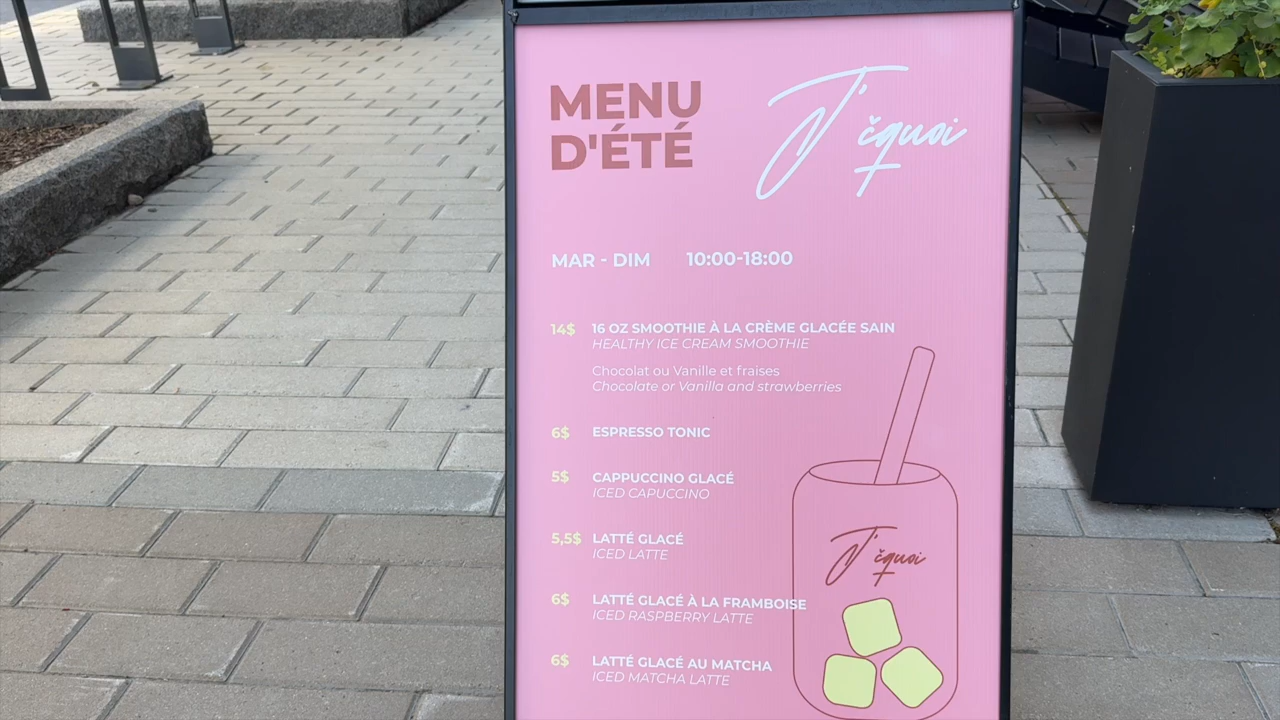 MENU
D'ÉTÉ
J'čquoi
MAR - DIM 10:00-18:00
14$ 16 OZ SMOOTHIE À LA CRÈME GLACÉE SAIN
HEALTHY ICE CREAM SMOOTHIE
Chocolat ou Vanille et fraises
Chocolate or Vanilla and strawberries
6$ ESPRESSO TONIC
5$ CAPPUCCINO GLACÉ
ICED CAPUCCINO
5,5$ LATTÉ GLACÉ
ICED LATTE
J'čquoi
6$ LATTÉ GLACÉ À LA FRAMBOISE
ICED RASPBERRY LATTE
6$ LATTÉ GLACÉ AU MATCHA
ICED MATCHA LATTE